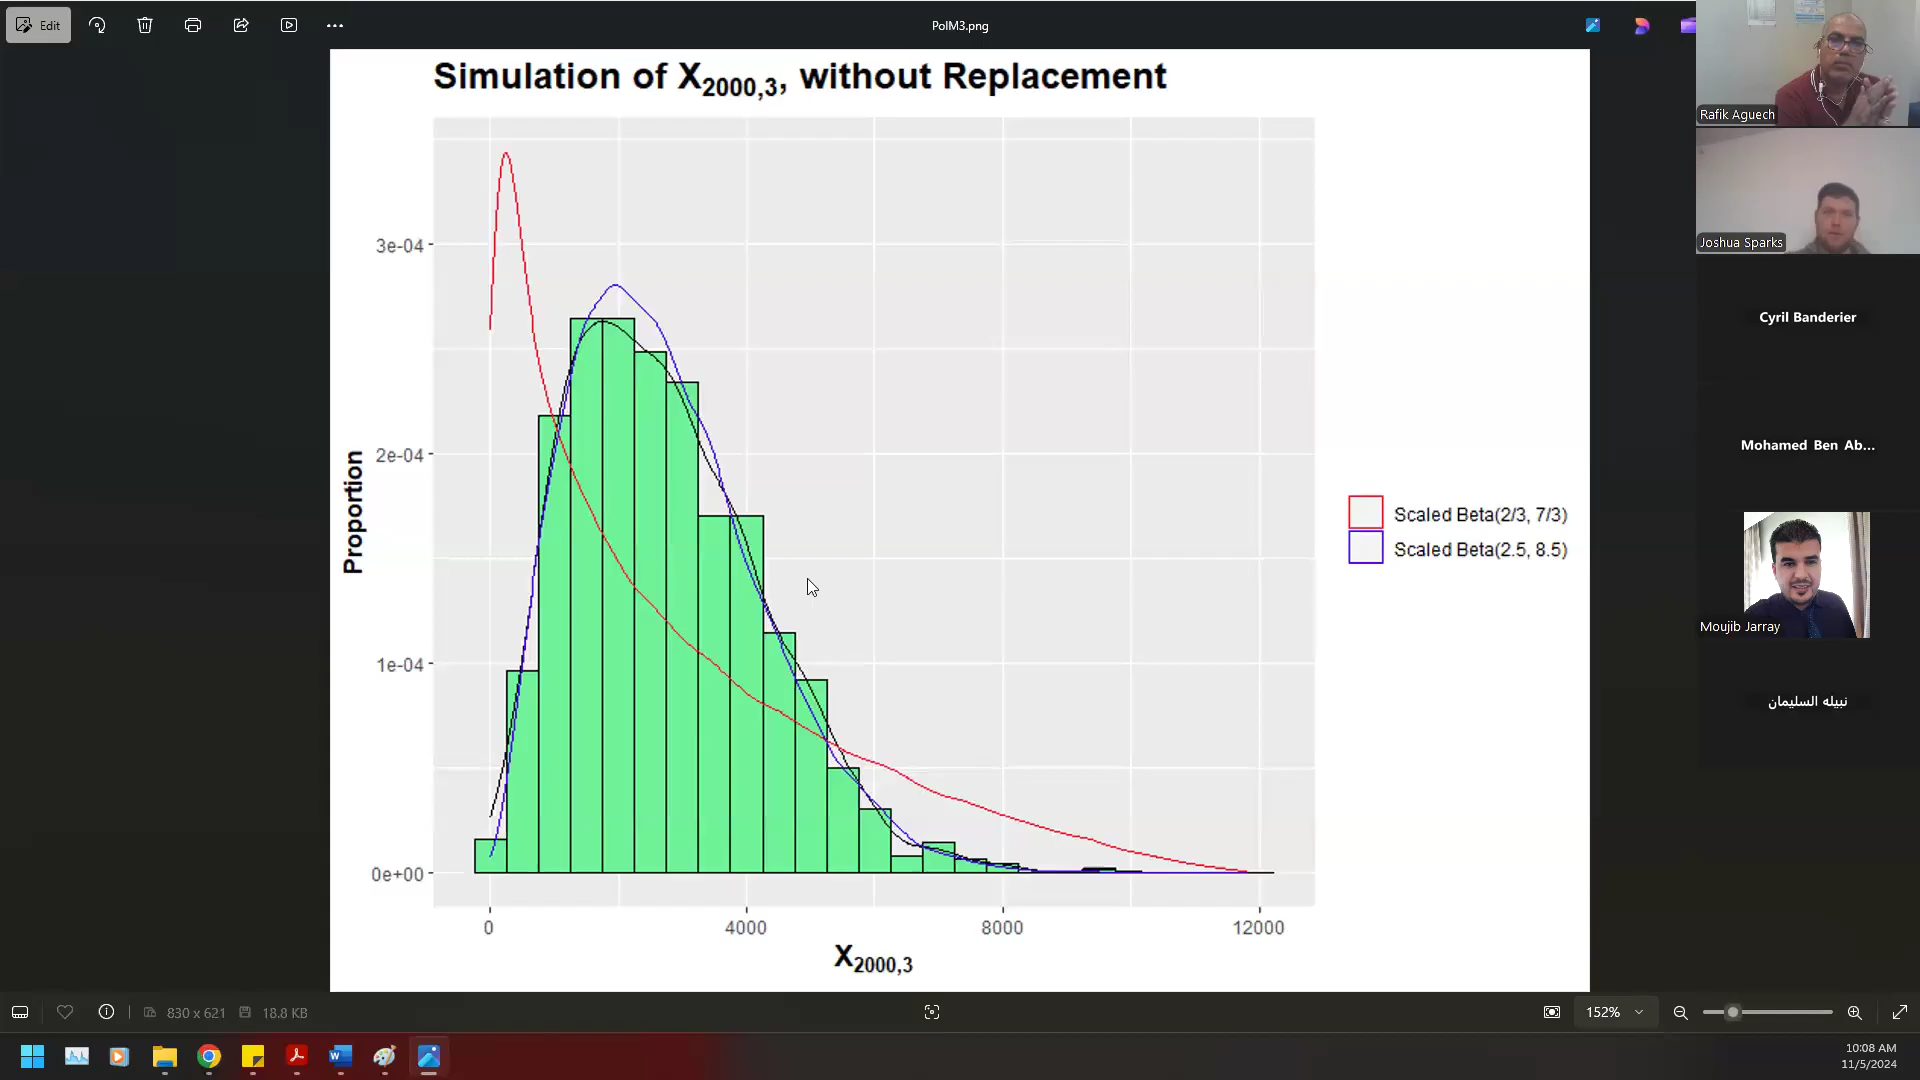 Edit
PolM3.png
Simulation of X2000,3, without Replacement
Proportion
3e-04
2e-04
1e-04
0e+00
0
4000
8000
12000
X2000,3
Scaled Beta(2/3, 7/3)
Scaled Beta(2.5, 8.5)
Rafik Aguech
Joshua Sparks
Cyril Banderier
Mohamed Ben Ab...
Moujib Jarray
نبيله السليمان
830 x 621
18.8 KB
152%
10:08 AM
11/5/2024